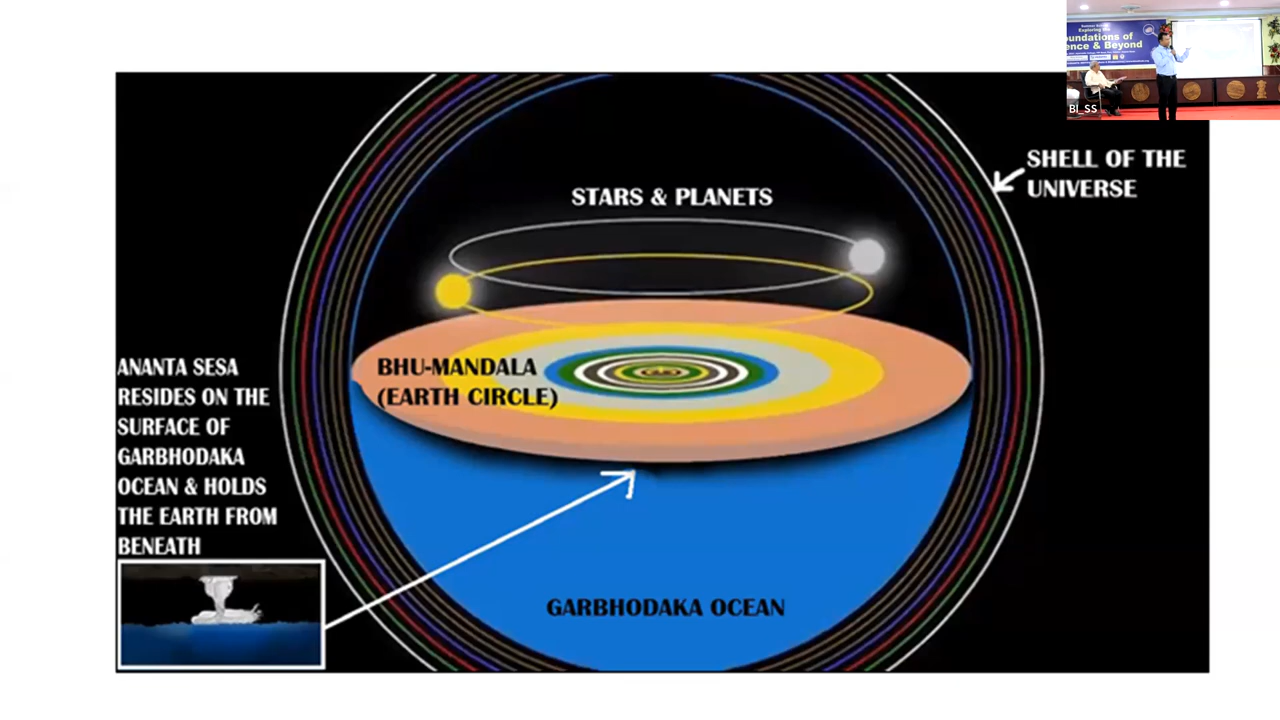 STARS & PLANETS
SHELL OF THE
UNIVERSE
BHU-MANDALA
(EARTH CIRCLE)
ANANTA SESA
RESIDES ON THE
SURFACE OF
GARBHODAKA
OCEAN & HOLDS
THE EARTH FROM
BENEATH
GARBHODAKA OCEAN
Exploring
oundations of
ence & Beyond
BI_SS